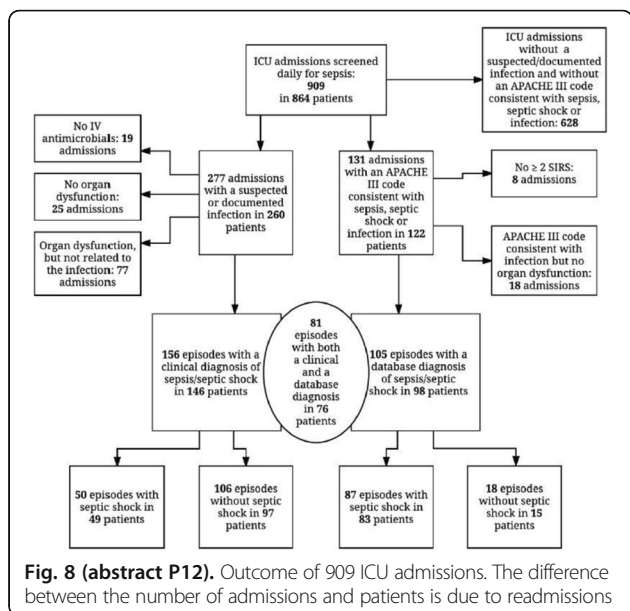 ICU admissions screened
daily for sepsis:
909
in 864 patients
ICU admissions
without a
suspected/documented
infection and without
an APACHE III code
consistent with sepsis,
septic shock or
infection: 628
No IV
antimicrobials: 19
admissions
No organ
dysfunction:
25 admissions
Organ dysfunction,
but not related to
the infection: 77
admissions
277 admissions
with a suspected
or documented
infection in 260
patients
131 admissions
with an APACHE
III code
consistent with
sepsis, septic
shock or
infection in 122
patients
No ≥ 2 SIRS:
8 admissions
APACHE III code
consistent with
infection but no
organ dysfunction:
18 admissions
156 episodes with a
clinical diagnosis of
sepsis/septic shock
in 146 patients
81
episodes
with both
a clinical
and a
database
diagnosis
in 76
patients
105 episodes with a
database diagnosis
of sepsis/septic
shock in 98 patients
50 episodes with
septic shock in
49 patients
106 episodes
without septic
shock in 97
patients
87 episodes with
septic shock in
83 patients
18 episodes
without septic
shock in 15
patients
Fig. 8 (abstract P12). Outcome of 909 ICU admissions. The difference
between the number of admissions and patients is due to readmissions